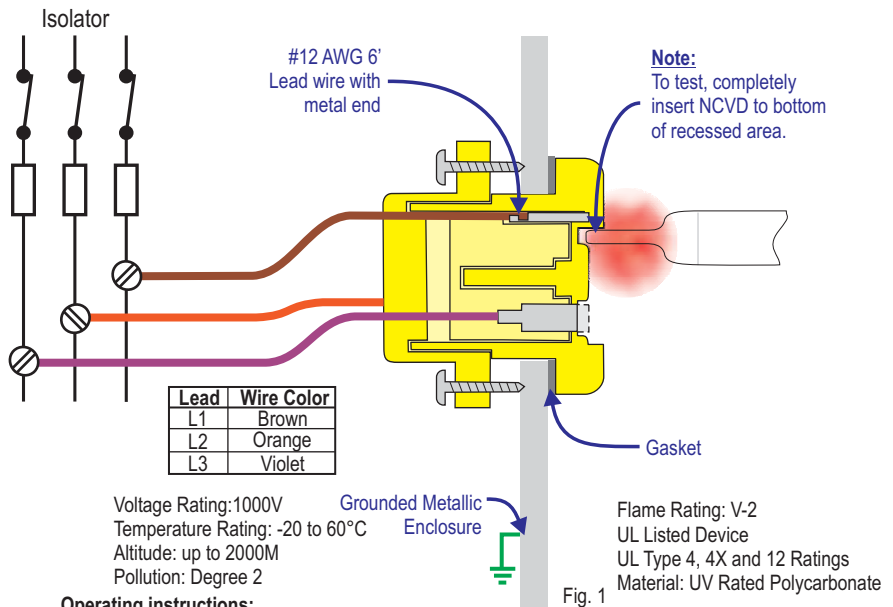 Isolator
#12 AWG 6'
Lead wire with
metal end
Note:
To test, completely
insert NCVD to bottom
of recessed area.
Lead Wire Color
L1 Brown
L2 Orange
L3 Violet
Gasket
Voltage Rating:1000V
Temperature Rating: -20 to 60°C
Altitude: up to 2000M
Pollution: Degree 2
Grounded Metallic
Enclosure
Flame Rating: V-2
UL Listed Device
UL Type 4, 4X and 12 Ratings
Material: UV Rated Polycarbonate
Fig. 1
Operating instructions: